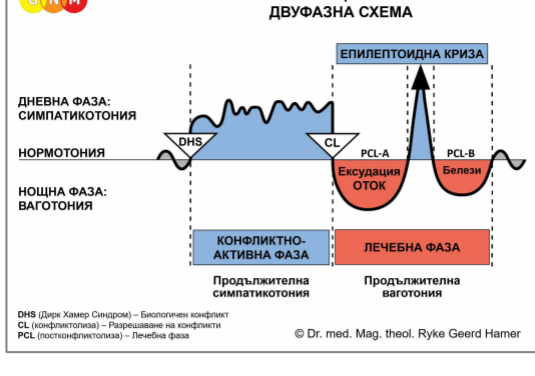 GNM
ДВУФАЗНА СХЕМА
ЕПИЛЕПТОИДНА КРИЗА
ДНЕВНА ФАЗА:
СИМПАТИКОТОНИЯ
DHS
CL
PCL-A
PCL-B
НОРМОТОНИЯ
Ексудация
ОТОК
Белези
НОЩНА ФАЗА:
ВАГОТОНИЯ
КОНФЛИКТНО-
АКТИВНА ФАЗА
ЛЕЧЕБНА ФАЗА
Продължителна
симпатикотония
Продължителна
ваготония
DHS (Дирк Хамер Синдром) – Биологичен конфликт
CL (конфликтолиза) – Разрешаване на конфликти
PCL (постконфликтолиза) – Лечебна фаза
© Dr. med. Mag. theol. Ryke Geerd Hamer